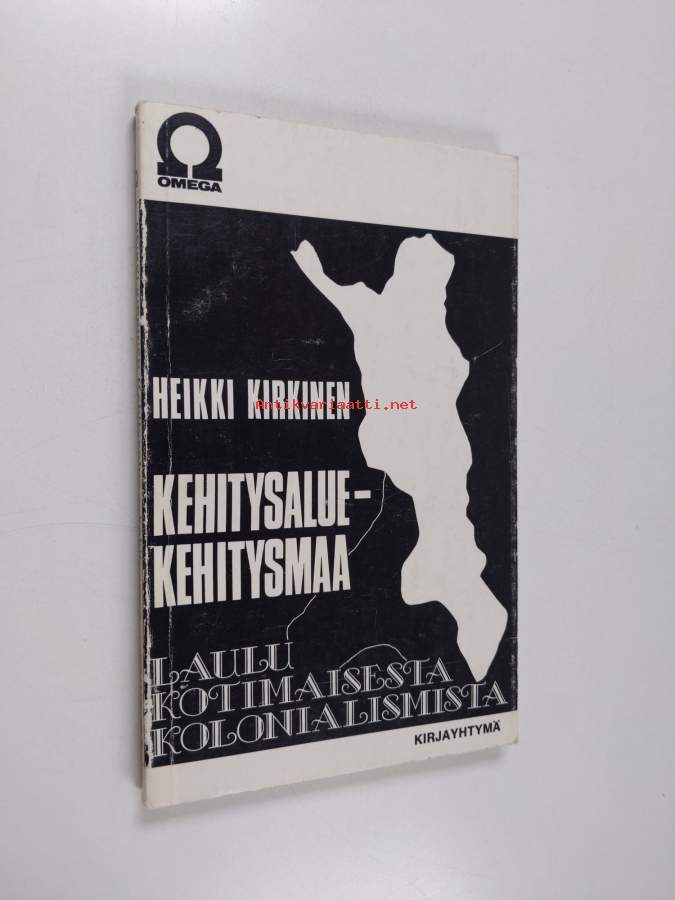 OMEGA
HEIKKI KIRKINEN
Antikvariaatti.net
KEHITYSALUE-
KEHITYSMAA
LAULU
KOTIMAISESTA
KOLONIALISMISTA
KIRJAYHTYMÄ